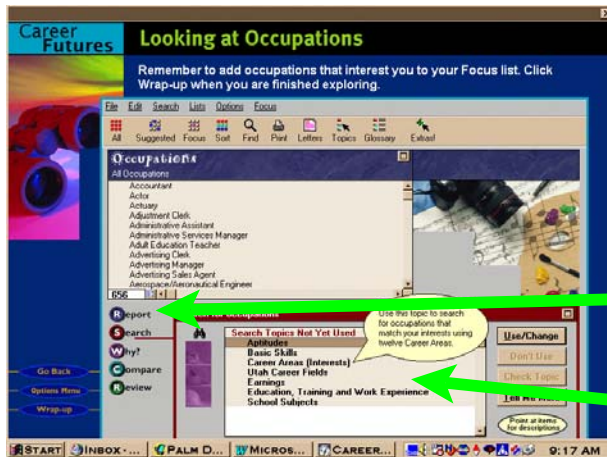 Career
Futures
Looking at Occupations
Remember to add occupations that interest you to your Focus list. Click
Wrap-up when you are finished exploring.
File Edit Search Lists Options Focus
All Suggested Focus Sort Find Print Letters Topics Glossary Extras!
Occupations
All Occupations
Accountant
Actor
Actuary
Adjustment Clerk
Administrative Assistant
Administrative Services Manager
Adult Education Teacher
Advertising Clerk
Advertising Manager
Advertising Sales Agent
Aerospace/Aeronautical Engineer
656
Report
Search
Why?
Compare
Review
Go Back
Options Menu
Wrap-up
Occupations
Use this topic to search
for occupations that
match your interests using
twelve Career Areas.
Search Topics Not Yet Used
Aptitudes
Basic Skills
Career Areas (Interests)
Utah Career Fields
Earnings
Education, Training and Work Experience
School Subjects
Use/Change
Don't Use
Check Topic
Tell Me More
Point at items
for descriptions
START INBOX - ... PALM D... MICROS... CAREER... 9:17 AM